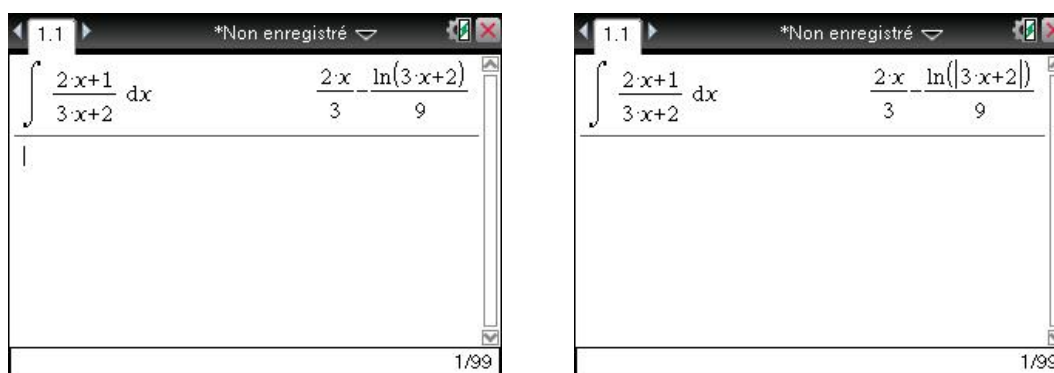 1.1 *Non enregistré
∫ (2·x+1)/(3·x+2) dx 2·x/3 − ln(3·x+2)/9
1/99
1.1 *Non enregistré
∫ (2·x+1)/(3·x+2) dx 2·x/3 − ln(|3·x+2|)/9
1/99